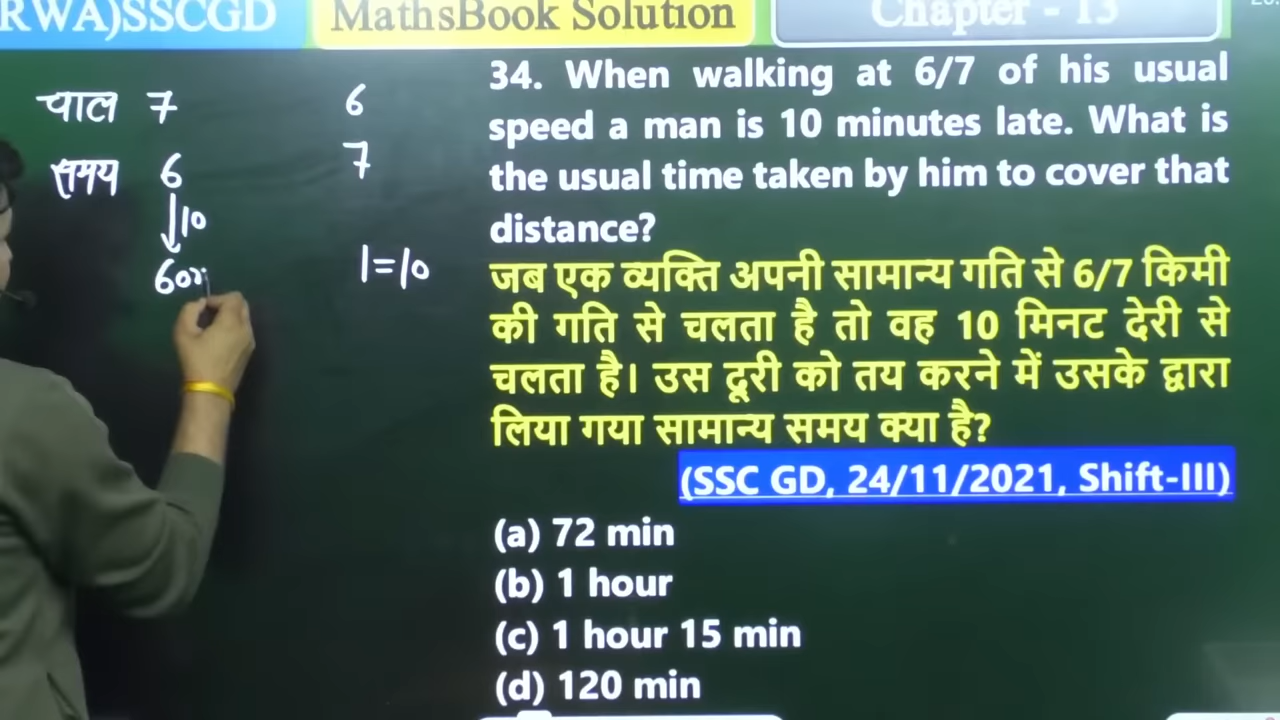 RWA)SSCGD
MathsBook Solution
Chapter - 13
चाल 7 6
समय 6 7
10
60
1=10
34. When walking at 6/7 of his usual
speed a man is 10 minutes late. What is
the usual time taken by him to cover that
distance?
जब एक व्यक्ति अपनी सामान्य गति से 6/7 किमी
की गति से चलता है तो वह 10 मिनट देरी से
चलता है। उस दूरी को तय करने में उसके द्वारा
लिया गया सामान्य समय क्या है?
(SSC GD, 24/11/2021, Shift-III)
(a) 72 min
(b) 1 hour
(c) 1 hour 15 min
(d) 120 min